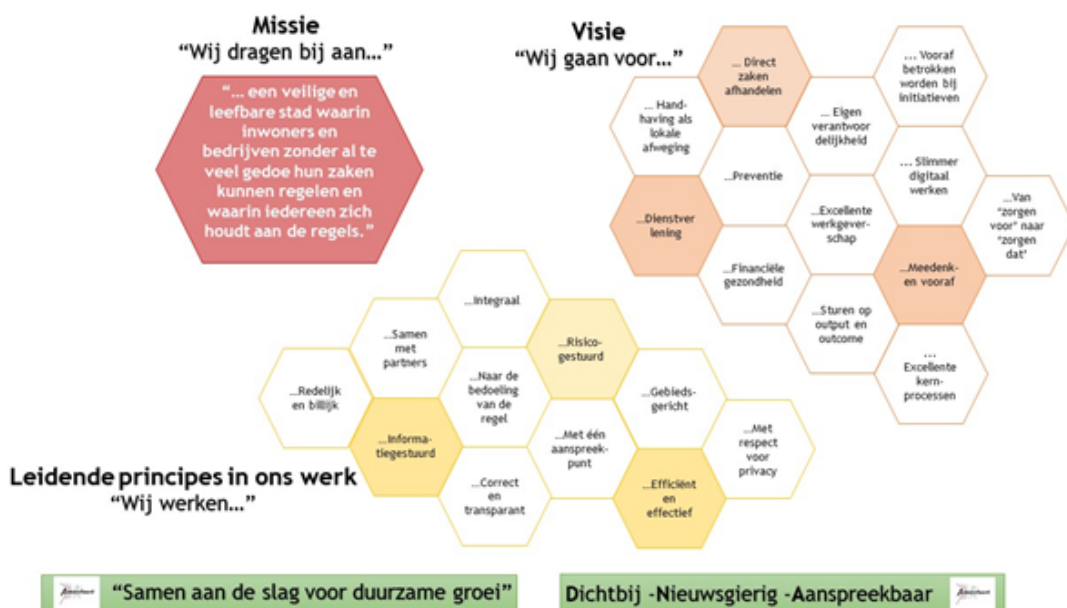 Missie
“Wij dragen bij aan…”
“… een veilige en
leefbare stad waarin
inwoners en
bedrijven zonder al te
veel gedoe hun zaken
kunnen regelen en
waarin iedereen zich
houdt aan de regels.”
Visie
“Wij gaan voor…”
… Direct
zaken
afhandelen
… Vooraf
betrokken
worden bij
initiatieven
… Hand-
having als
lokale
afweging
… Eigen
verantwoor
delijkheid
…Preventie
... Slimmer
digitaal
werken
…Dienstver
lening
…Excellente
werkgever-
schap
…Van
“zorgen
voor” naar
‘zorgen
dat’
…Financiële
gezondheid
…Meedenk-
en vooraf
…Sturen op
output en
outcome
...
Excellente
kern-
processen
…Integraal
…Samen
met
partners
…Risico-
gestuurd
…Redelijk
en billijk
…Naar de
bedoeling
van de
regel
…Gebieds-
gericht
…Informa-
tiegestuurd
…Met één
aanspreek-
punt
…Met
respect
voor
privacy
…Correct
en
transparant
…Efficiënt
en
effectief
Leidende principes in ons werk
“Wij werken…”
“Samen aan de slag voor duurzame groei”
Dichtbij -Nieuwsgierig -Aanspreekbaar